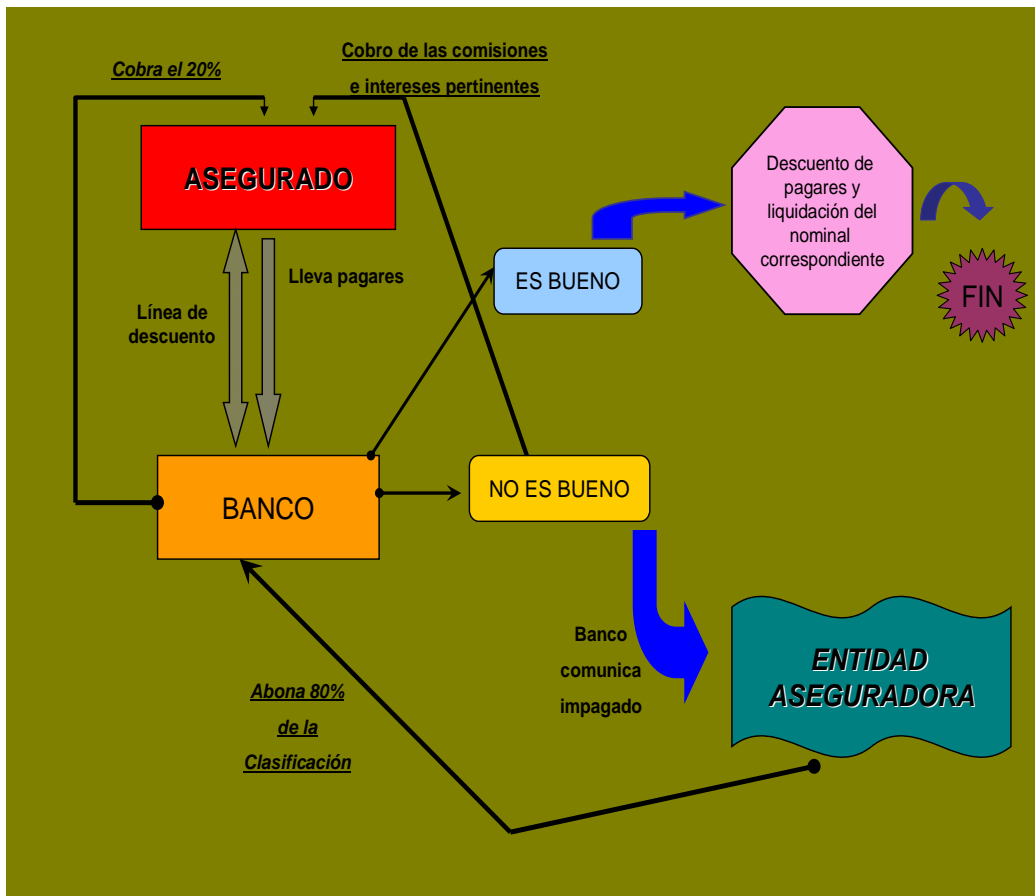 Cobra el 20%
Cobro de las comisiones
e intereses pertinentes
ASEGURADO
Descuento de
pagares y
liquidación del
nominal
correspondiente
Lleva pagares
ES BUENO
FIN
Línea de
descuento
BANCO
NO ES BUENO
Banco
comunica
impagado
ENTIDAD
ASEGURADORA
Abona 80%
de la
Clasificación